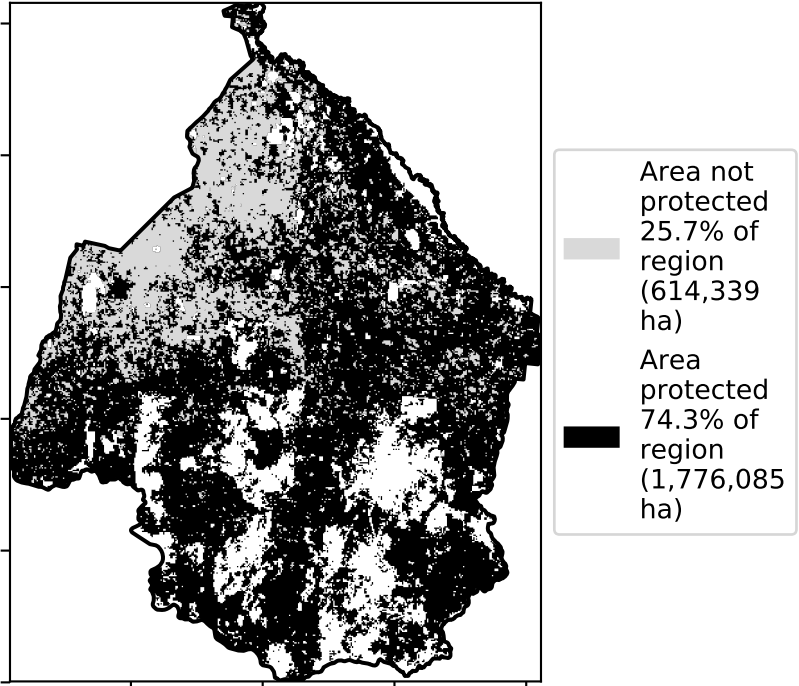 Area not
protected
25.7% of
region
(614,339
ha)
Area
protected
74.3% of
region
(1,776,085
ha)